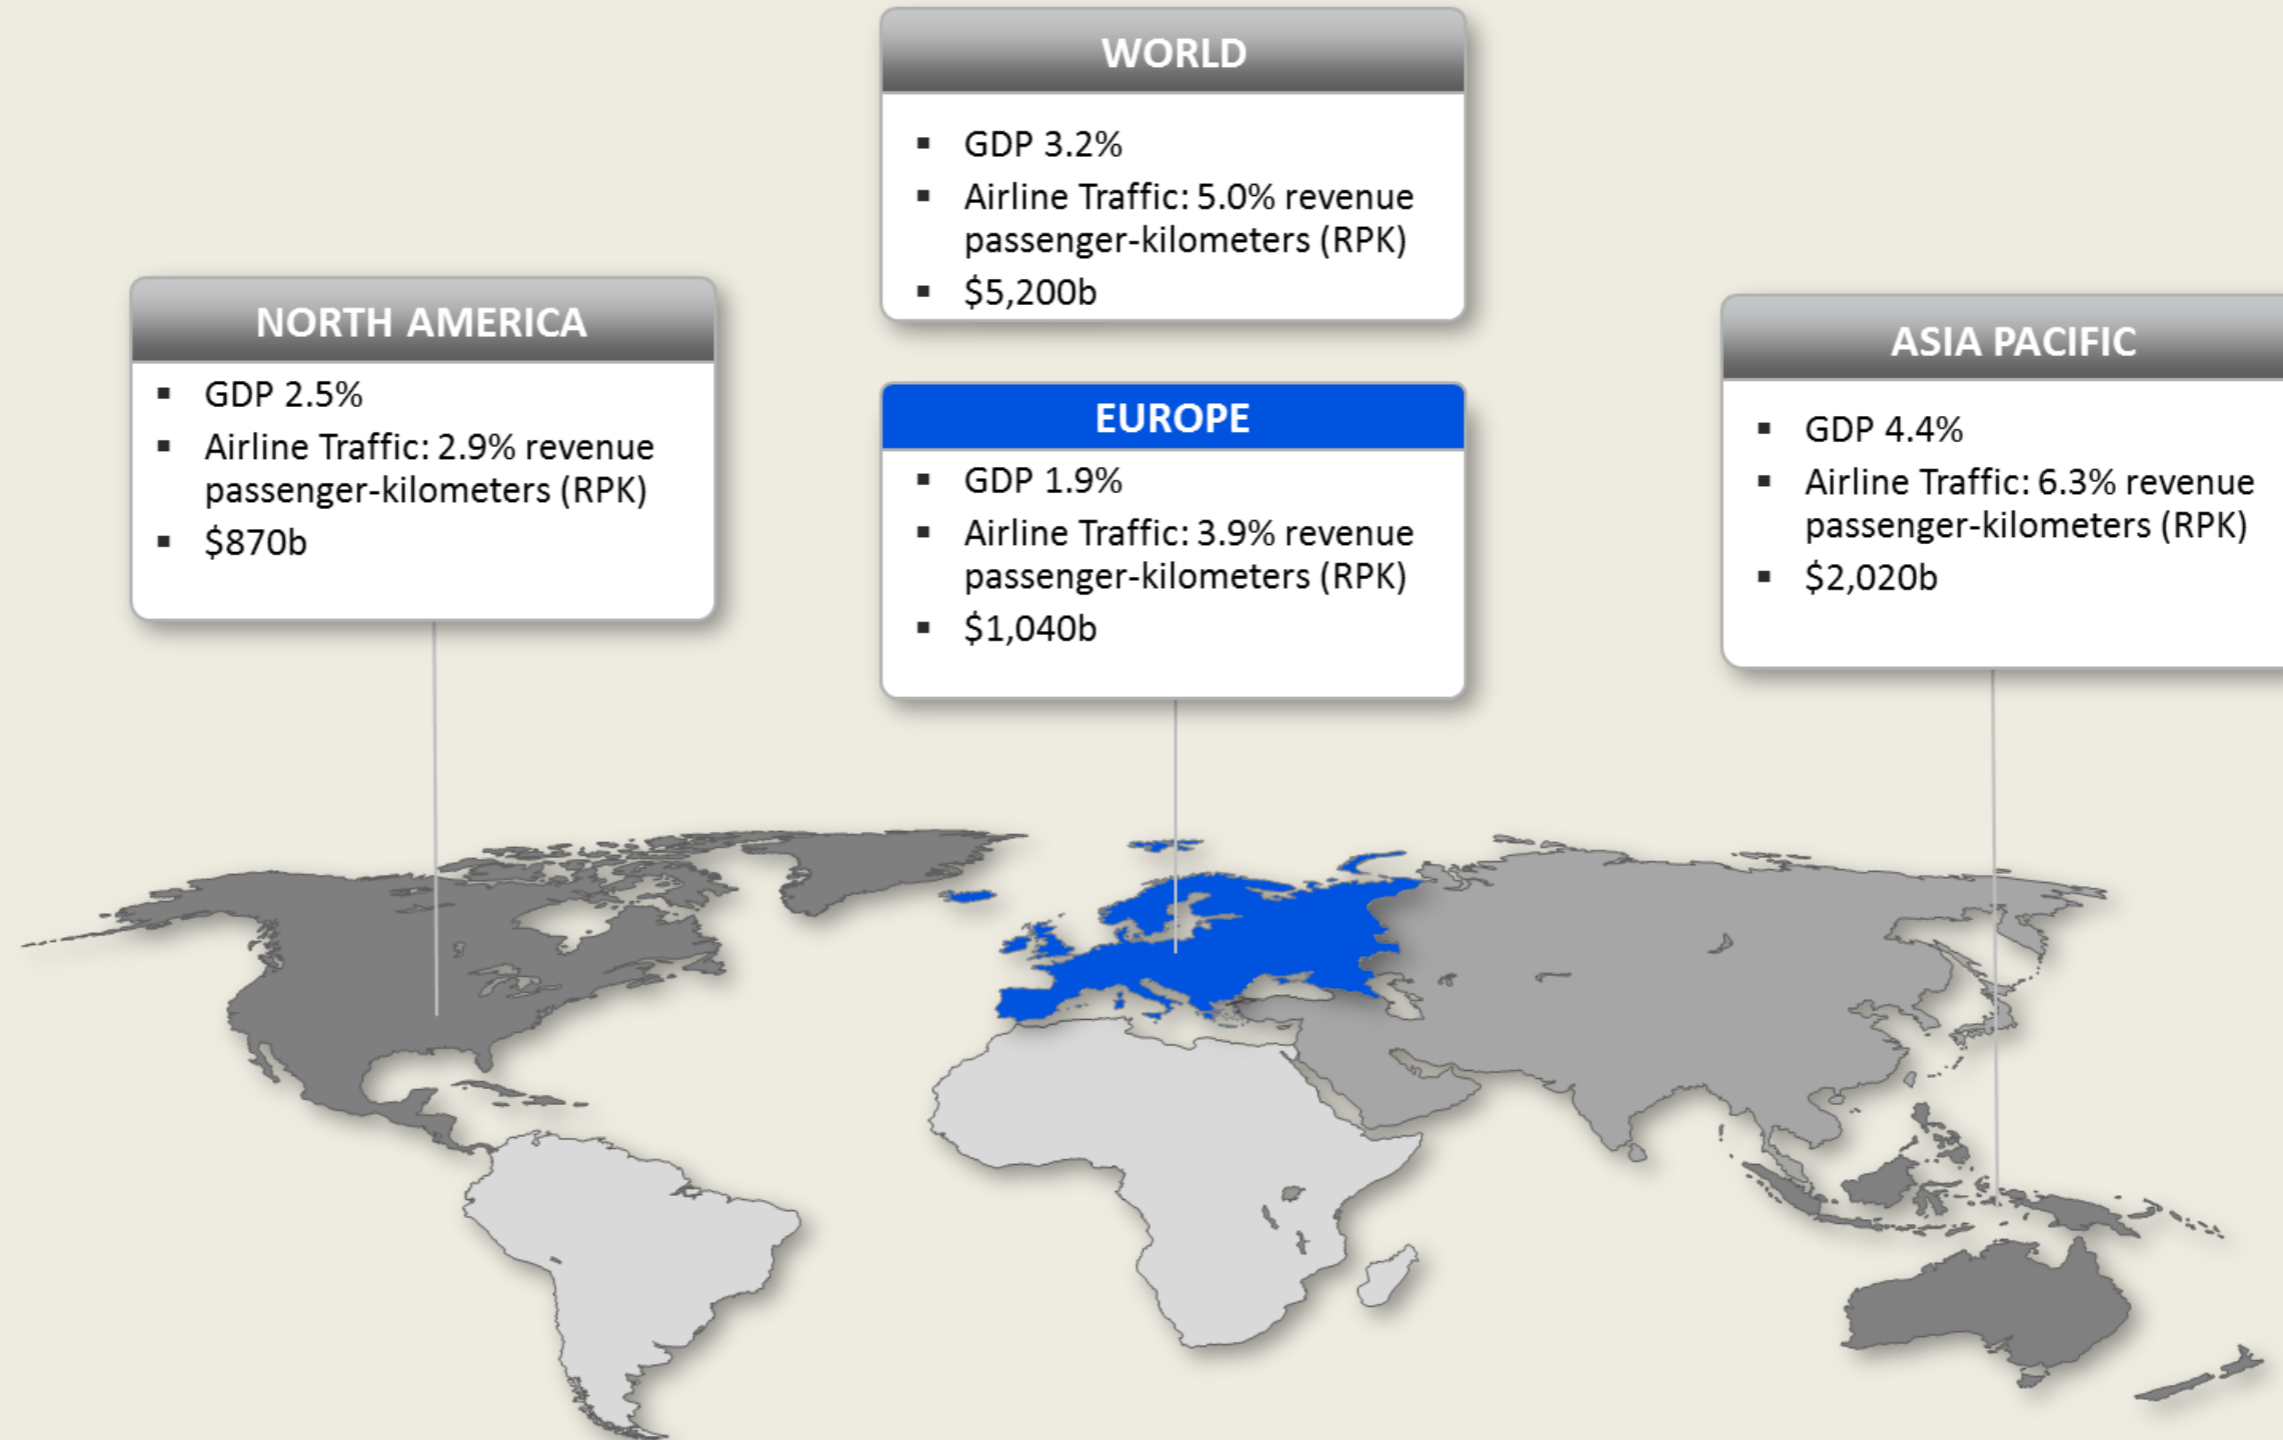 WORLD
▪ GDP 3.2%
▪ Airline Traffic: 5.0% revenue
passenger-kilometers (RPK)
▪ $5,200b
NORTH AMERICA
▪ GDP 2.5%
▪ Airline Traffic: 2.9% revenue
passenger-kilometers (RPK)
▪ $870b
EUROPE
▪ GDP 1.9%
▪ Airline Traffic: 3.9% revenue
passenger-kilometers (RPK)
▪ $1,040b
ASIA PACIFIC
▪ GDP 4.4%
▪ Airline Traffic: 6.3% revenue
passenger-kilometers (RPK)
▪ $2,020b